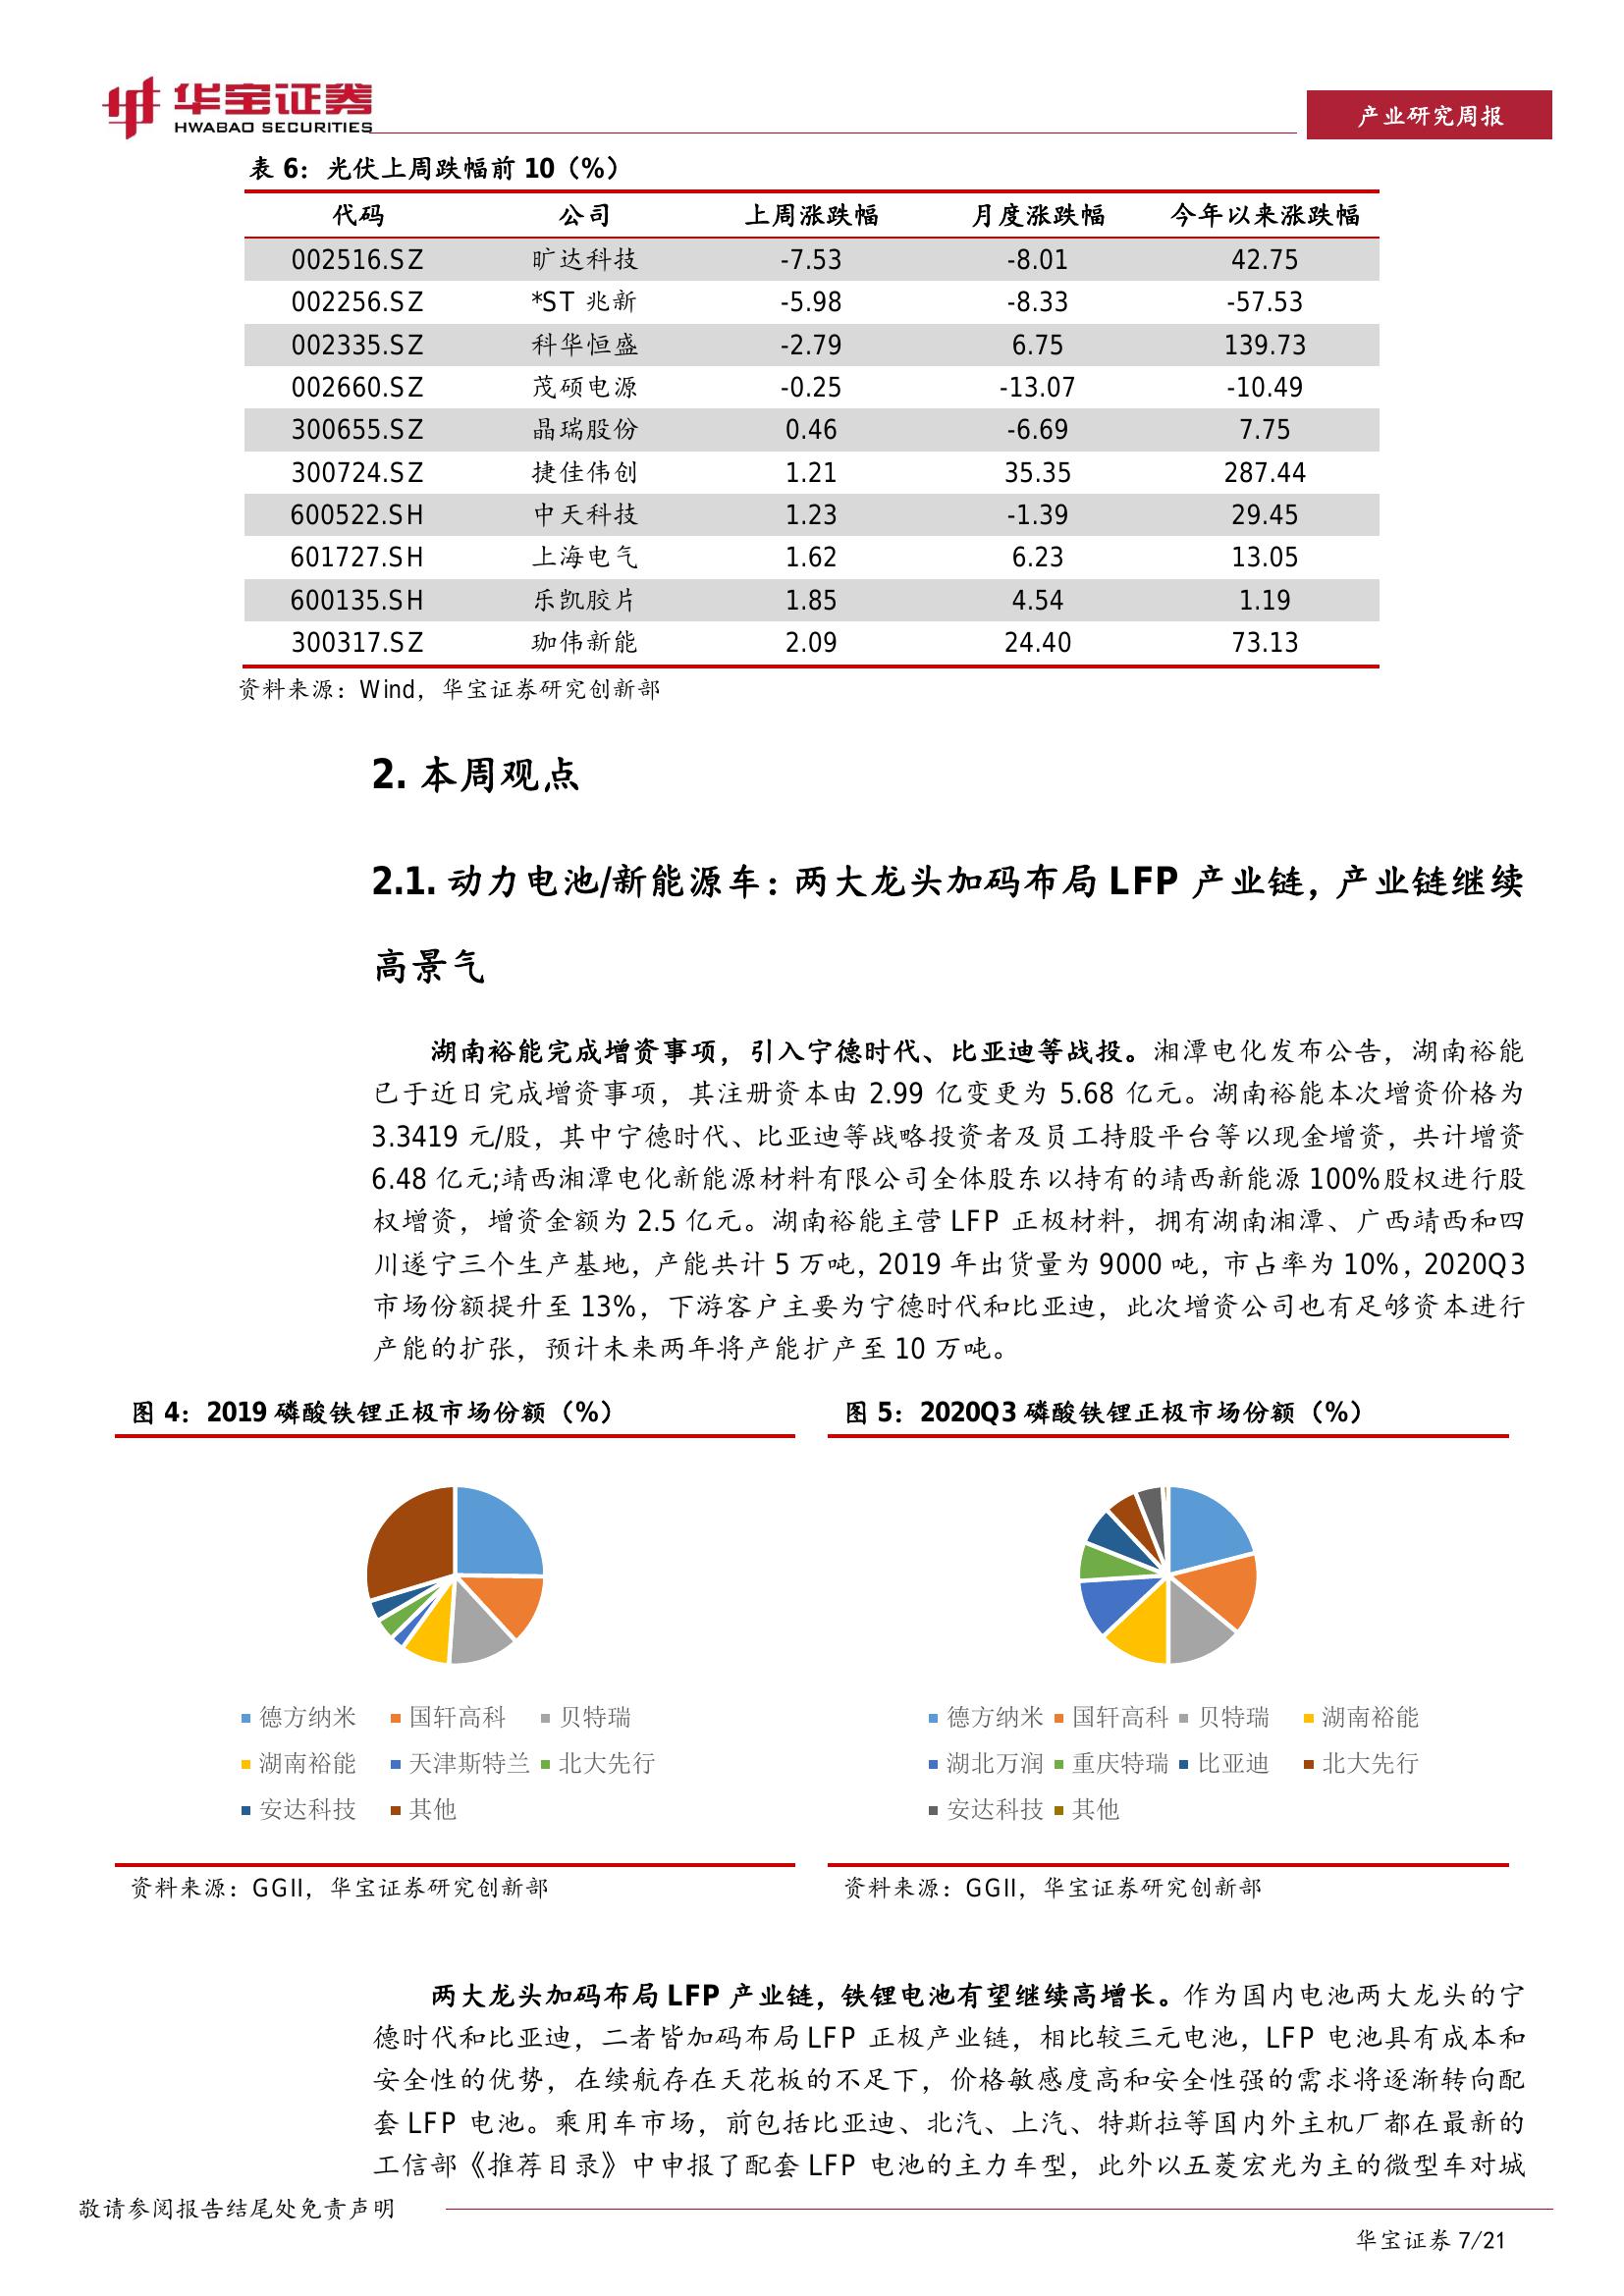 华宝证券
HWABAO SECURITIES
产业研究周报
表 6：光伏上周跌幅前 10（%）
代码 公司 上周涨跌幅 月度涨跌幅 今年以来涨跌幅
002516.SZ 旷达科技 -7.53 -8.01 42.75
002256.SZ *ST 兆新 -5.98 -8.33 -57.53
002335.SZ 科华恒盛 -2.79 6.75 139.73
002660.SZ 茂硕电源 -0.25 -13.07 -10.49
300655.SZ 晶瑞股份 0.46 -6.69 7.75
300724.SZ 捷佳伟创 1.21 35.35 287.44
600522.SH 中天科技 1.23 -1.39 29.45
601727.SH 上海电气 1.62 6.23 13.05
600135.SH 乐凯胶片 1.85 4.54 1.19
300317.SZ 珈伟新能 2.09 24.40 73.13
资料来源：Wind，华宝证券研究创新部
2. 本周观点
2.1. 动力电池/新能源车：两大龙头加码布局 LFP 产业链，产业链继续
高景气
湖南裕能完成增资事项，引入宁德时代、比亚迪等战投。湘潭电化发布公告，湖南裕能
已于近日完成增资事项，其注册资本由 2.99 亿变更为 5.68 亿元。湖南裕能本次增资价格为
3.3419 元/股，其中宁德时代、比亚迪等战略投资者及员工持股平台等以现金增资，共计增资
6.48 亿元;靖西湘潭电化新能源材料有限公司全体股东以持有的靖西新能源 100%股权进行股
权增资，增资金额为 2.5 亿元。湖南裕能主营 LFP 正极材料，拥有湖南湘潭、广西靖西和四
川遂宁三个生产基地，产能共计 5 万吨，2019 年出货量为 9000 吨，市占率为 10%，2020Q3
市场份额提升至 13%，下游客户主要为宁德时代和比亚迪，此次增资公司也有足够资本进行
产能的扩张，预计未来两年将产能扩产至 10 万吨。
图 4：2019 磷酸铁锂正极市场份额（%）
德方纳米 国轩高科 贝特瑞
湖南裕能 天津斯特兰 北大先行
安达科技 其他
资料来源：GGII，华宝证券研究创新部
图 5：2020Q3 磷酸铁锂正极市场份额（%）
德方纳米 国轩高科 贝特瑞 湖南裕能
湖北万润 重庆特瑞 比亚迪 北大先行
安达科技 其他
资料来源：GGII，华宝证券研究创新部
两大龙头加码布局 LFP 产业链，铁锂电池有望继续高增长。作为国内电池两大龙头的宁
德时代和比亚迪，二者皆加码布局 LFP 正极产业链，相比较三元电池，LFP 电池具有成本和
安全性的优势，在续航存在天花板的不足下，价格敏感度高和安全性强的需求将逐渐转向配
套 LFP 电池。乘用车市场，前包括比亚迪、北汽、上汽、特斯拉等国内外主机厂都在最新的
工信部《推荐目录》中申报了配套 LFP 电池的主力车型，此外以五菱宏光为主的微型车对城
敬请参阅报告结尾处免责声明
华宝证券 7/21